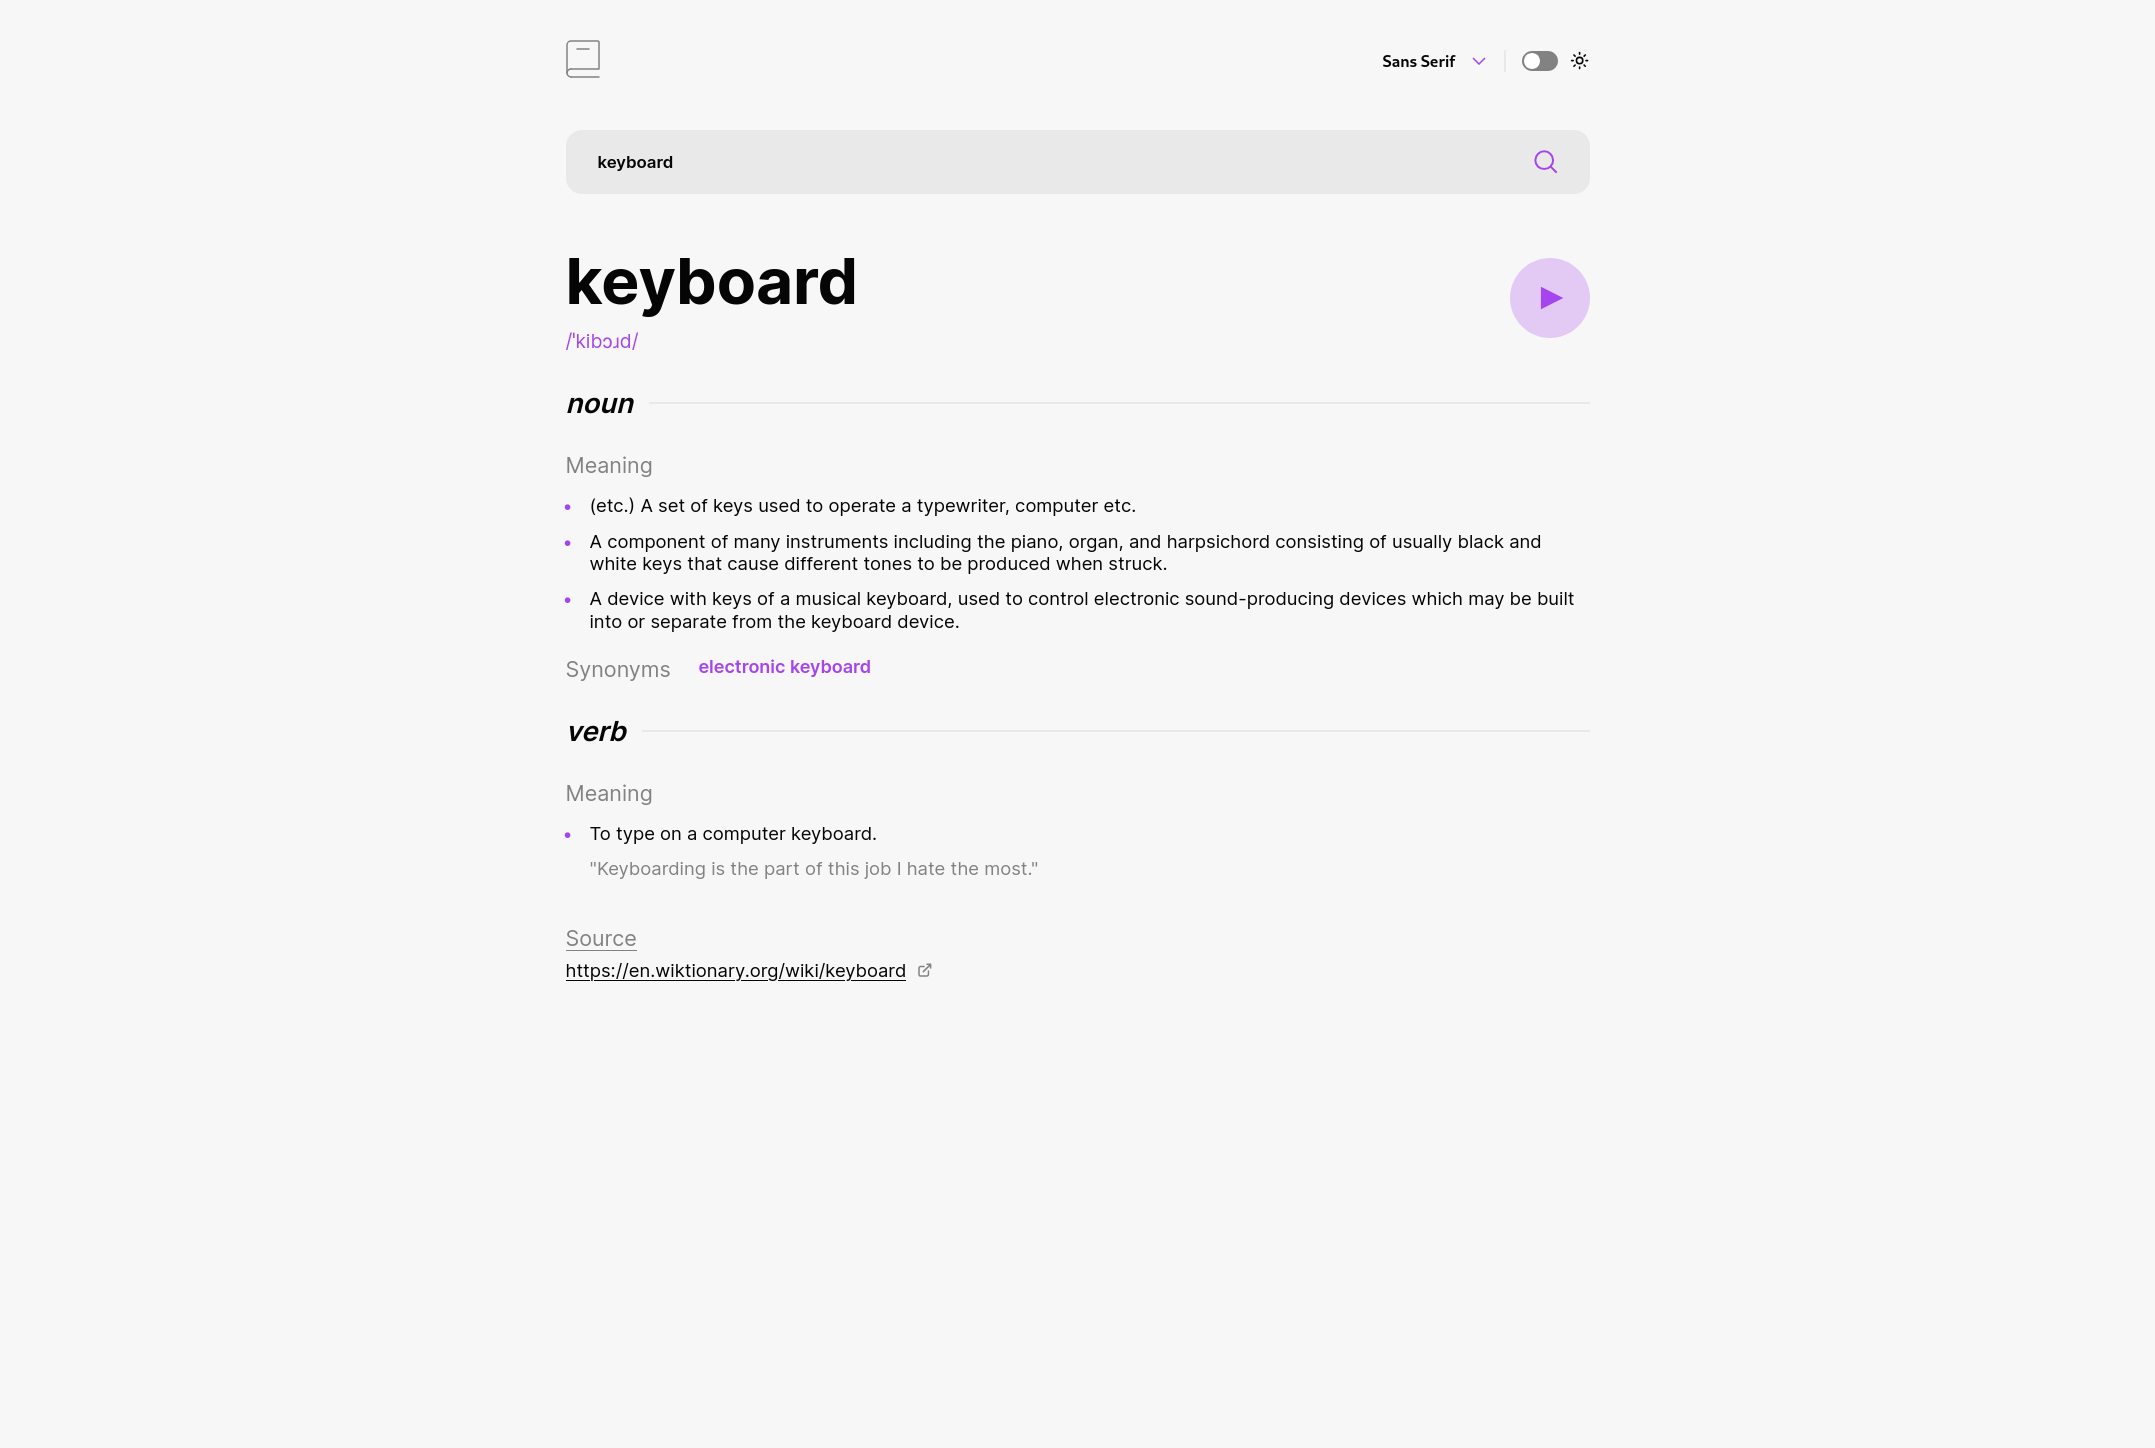 Sans Serif
keyboard
keyboard
/ˈkibɔɹd/
noun
Meaning
(etc.) A set of keys used to operate a typewriter, computer etc.
A component of many instruments including the piano, organ, and harpsichord consisting of usually black and
white keys that cause different tones to be produced when struck.
A device with keys of a musical keyboard, used to control electronic sound-producing devices which may be built
into or separate from the keyboard device.
Synonyms electronic keyboard
verb
Meaning
To type on a computer keyboard.
"Keyboarding is the part of this job I hate the most."
Source
https://en.wiktionary.org/wiki/keyboard